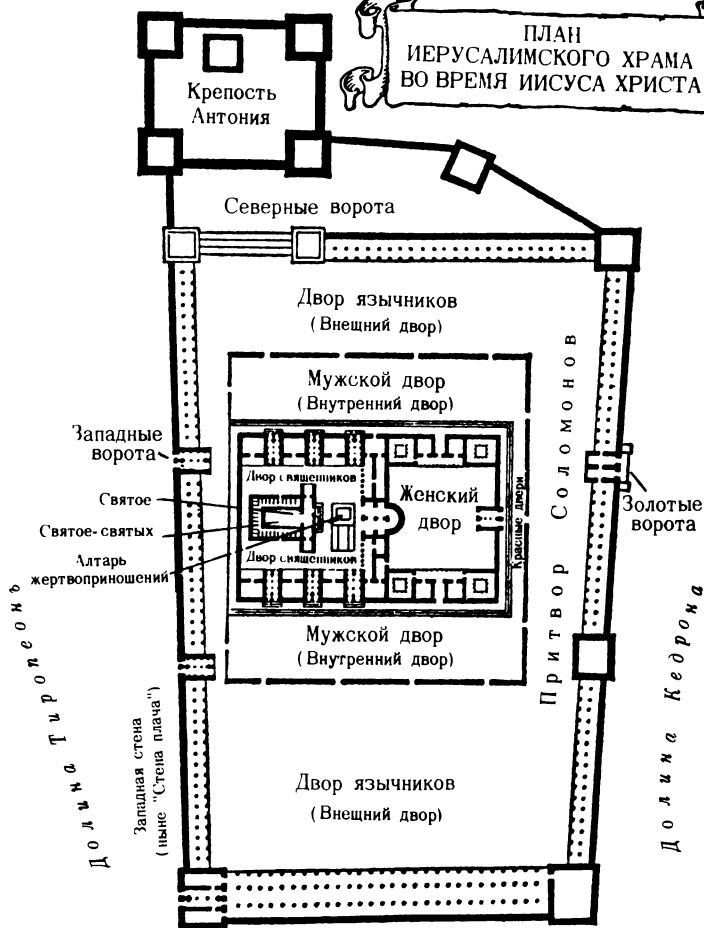 ПЛАН
ИЕРУСАЛИМСКОГО ХРАМА
ВО ВРЕМЯ ИИСУСА ХРИСТА
Крепость
Антония
Северные ворота
Двор язычников
(Внешний двор)
Мужской двор
(Внутренний двор)
Западные
ворота
Двор священников
Святое
Святое-святых
Алтарь
жертвоприношений
Женский
двор
Красные двери
Двор священников
Притвор Соломонов
Золотые
ворота
Мужской двор
(Внутренний двор)
Долина Тиропеонъ
Западная стена
(ныне "Стена плача")
Долина Кедрона
Двор язычников
(Внешний двор)